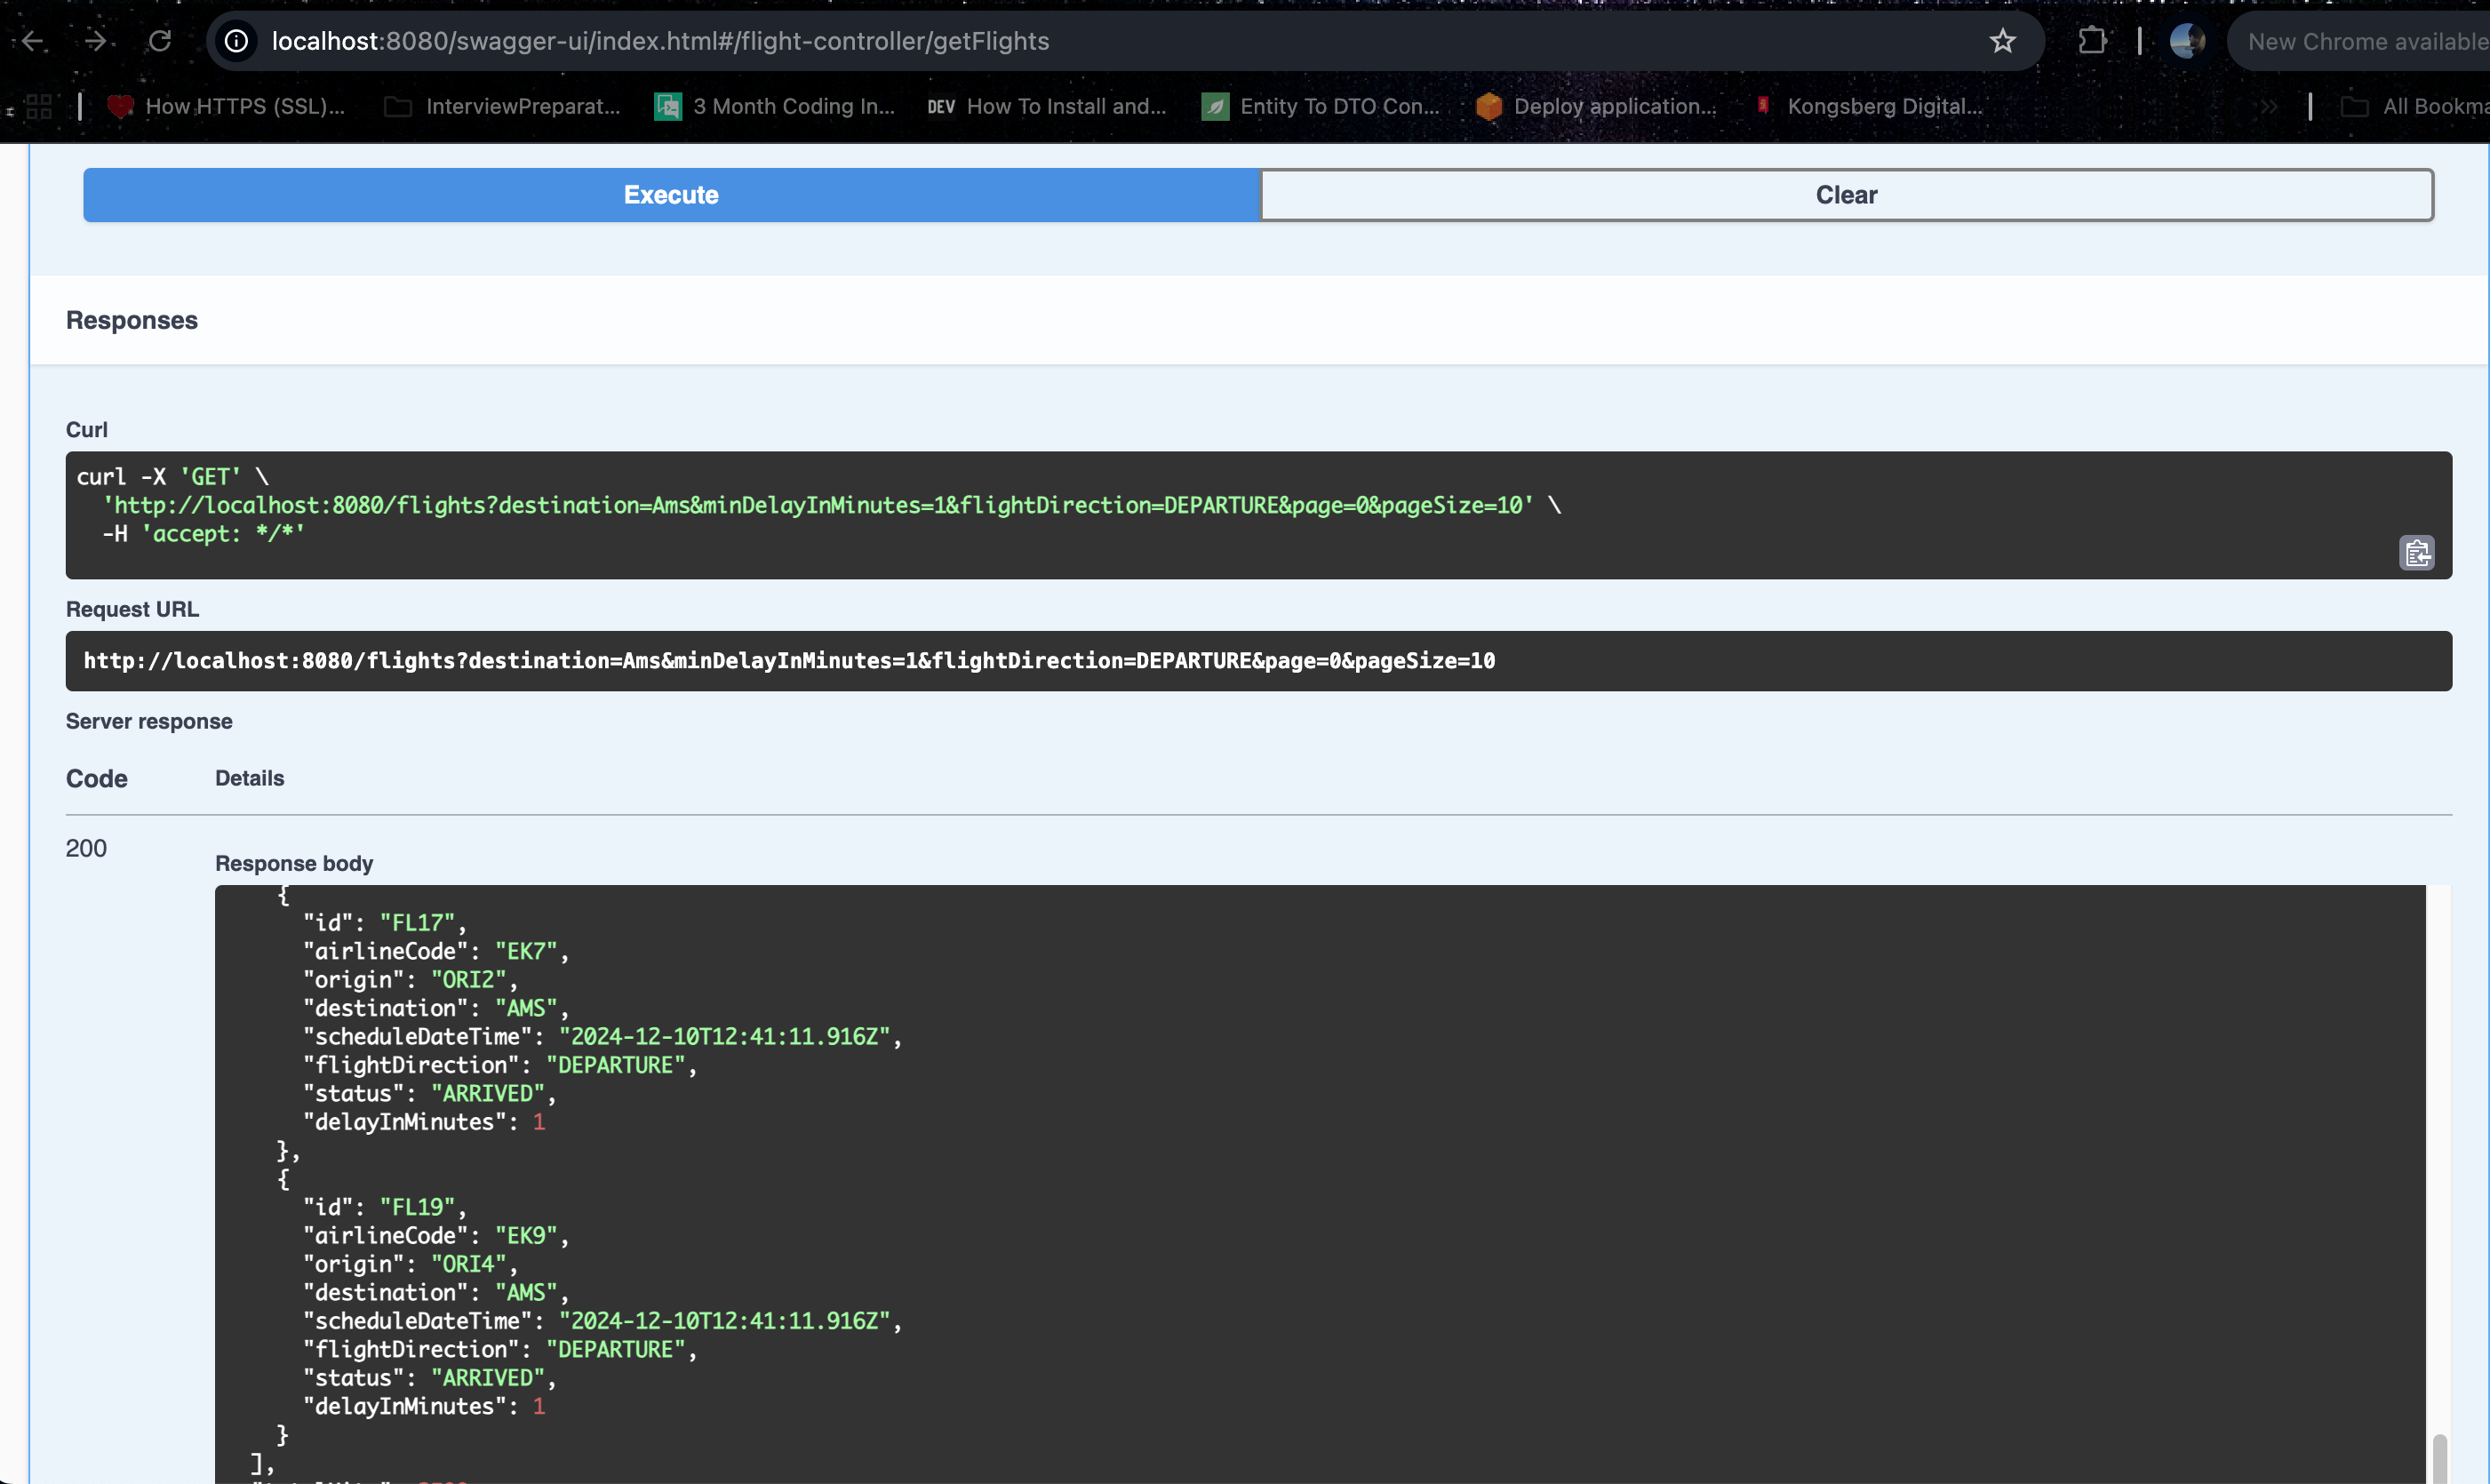 localhost:8080/swagger-ui/index.html#/flight-controller/getFlights
New Chrome available
How HTTPS (SSL)...
InterviewPreparat...
3 Month Coding In...
DEV How To Install and...
Entity To DTO Con...
Deploy application...
Kongsberg Digital...
All Bookma
Execute
Clear
Responses
Curl
curl -X 'GET' \
'http://localhost:8080/flights?destination=Ams&minDelayInMinutes=1&flightDirection=DEPARTURE&page=0&pageSize=10' \
-H 'accept: */*'
Request URL
http://localhost:8080/flights?destination=Ams&minDelayInMinutes=1&flightDirection=DEPARTURE&page=0&pageSize=10
Server response
Code
Details
200
Response body
{
"id": "FL17",
"airlineCode": "EK7",
"origin": "ORI2",
"destination": "AMS",
"scheduleDateTime": "2024-12-10T12:41:11.916Z",
"flightDirection": "DEPARTURE",
"status": "ARRIVED",
"delayInMinutes": 1
},
{
"id": "FL19",
"airlineCode": "EK9",
"origin": "ORI4",
"destination": "AMS",
"scheduleDateTime": "2024-12-10T12:41:11.916Z",
"flightDirection": "DEPARTURE",
"status": "ARRIVED",
"delayInMinutes": 1
}
],